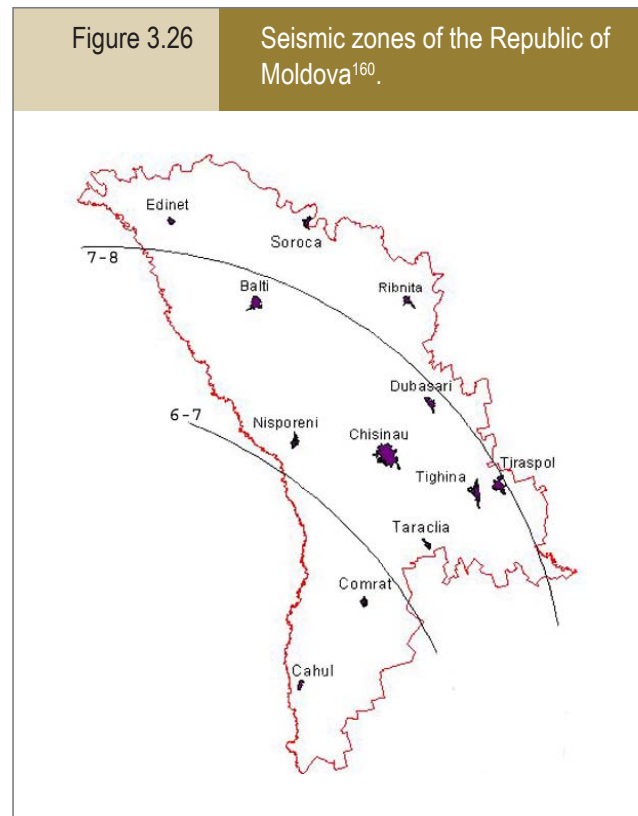 Figure 3.26
Seismic zones of the Republic of
Moldova160.
Edinet
Soroca
7-8
Balti
Ribnita
Dubasari
6-7
Nisporeni
Chisinau
Tighina
Tiraspol
Taraclia
Comrat
Cahul